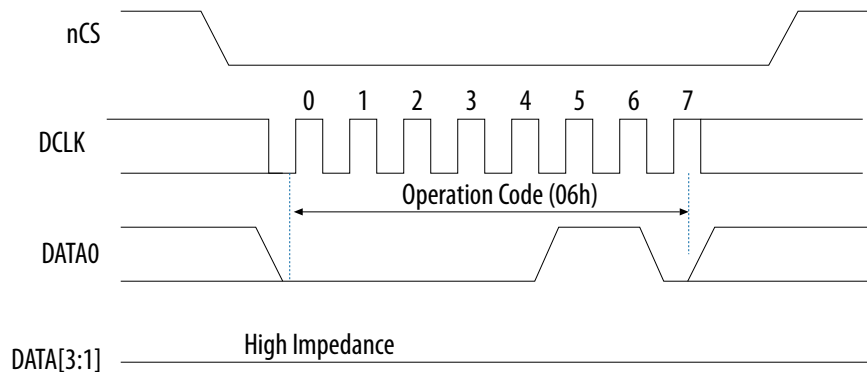 nCS
0 1 2 3 4 5 6 7
DCLK
Operation Code (06h)
DATA0
High Impedance
DATA[3:1]